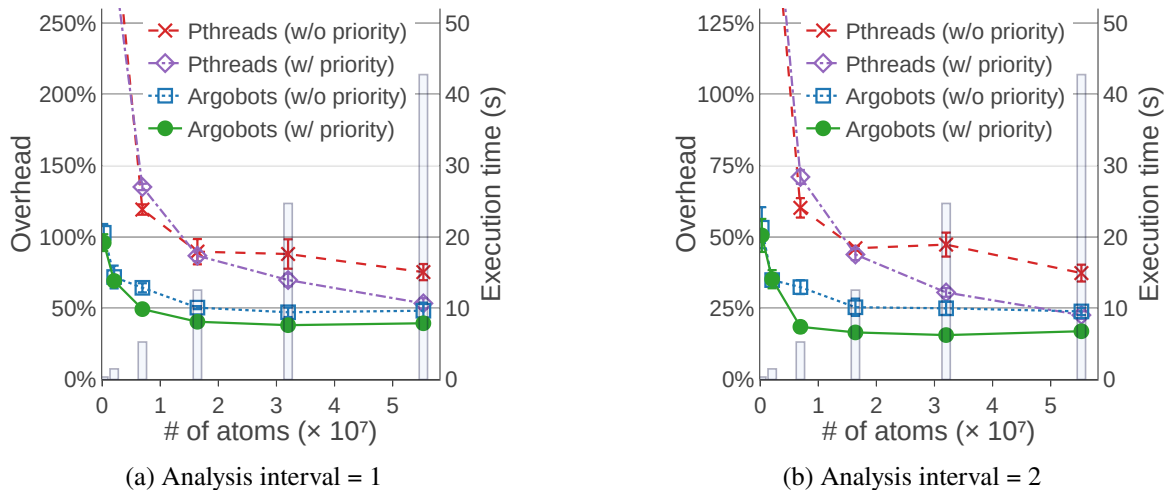 250%
200%
150%
100%
50%
0%
Overhead
Pthreads (w/o priority)
Pthreads (w/ priority)
Argobots (w/o priority)
Argobots (w/ priority)
50
40
30
20
10
0
Execution time (s)
0 1 2 3 4 5
# of atoms (× 10⁷)
(a) Analysis interval = 1
125%
100%
75%
50%
25%
0%
Overhead
Pthreads (w/o priority)
Pthreads (w/ priority)
Argobots (w/o priority)
Argobots (w/ priority)
50
40
30
20
10
0
Execution time (s)
0 1 2 3 4 5
# of atoms (× 10⁷)
(b) Analysis interval = 2